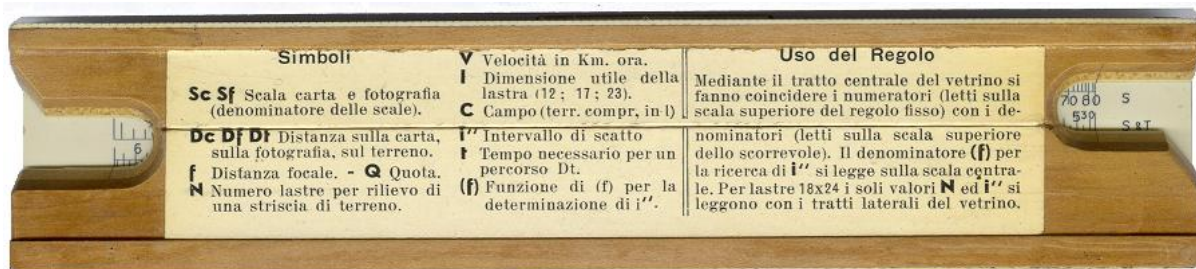 Simboli
Sc Sf Scala carta e fotografia
(denominatore delle scale).
Dc Df Dt Distanza sulla carta,
sulla fotografia, sul terreno.
f Distanza focale. - Q Quota.
N Numero lastre per rilievo di
una striscia di terreno.
V Velocità in Km. ora.
l Dimensione utile della
lastra (12 ; 17 ; 23).
C Campo (terr. compr, in l)
i″ Intervallo di scatto
t Tempo necessario per un
percorso Dt.
(f) Funzione di (f) per la
determinazione di i″.
Uso del Regolo
Mediante il tratto centrale del vetrino si
fanno coincidere i numeratori (letti sulla
scala superiore del regolo fisso) con i de-
nominatori (letti sulla scala superiore
dello scorrevole). Il denominatore (f) per
la ricerca di i″ si legge sulla scala centra-
le. Per lastre 18x24 i soli valori N ed i″ si
leggono con i tratti laterali del vetrino.
6
70 80 S
5 30 S & T